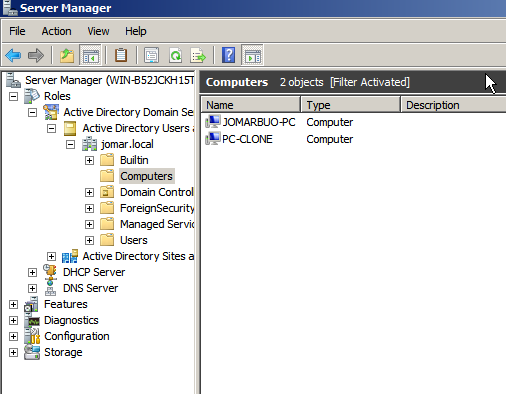 Server Manager
File Action View Help
Server Manager (WIN-B52JCKH15T
Roles
Active Directory Domain Se
Active Directory Users a
jomar.local
Builtin
Computers
Domain Control
ForeignSecurity
Managed Servic
Users
Active Directory Sites a
DHCP Server
DNS Server
Features
Diagnostics
Configuration
Storage
Computers 2 objects [Filter Activated]
Name Type Description
JOMARBUO-PC Computer
PC-CLONE Computer